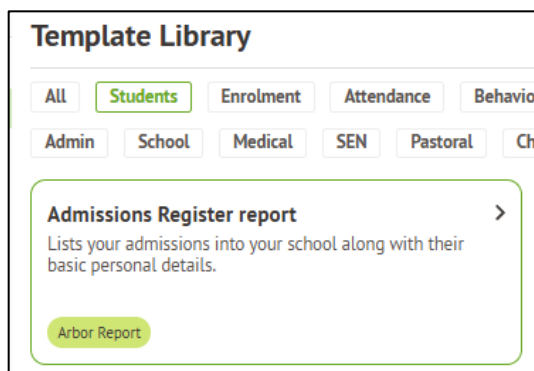 Template Library
All Students Enrolment Attendance
Admin School Medical SEN Pastoral
Admissions Register report
Lists your admissions into your school along with their
basic personal details.
Arbor Report